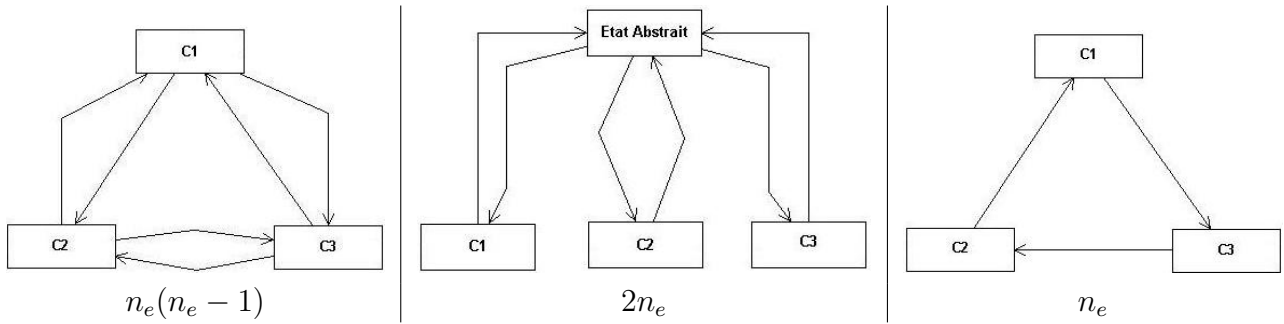 C1
C2
C3
n_e(n_e − 1)
Etat Abstrait
C1
C2
C3
2n_e
C1
C2
C3
n_e